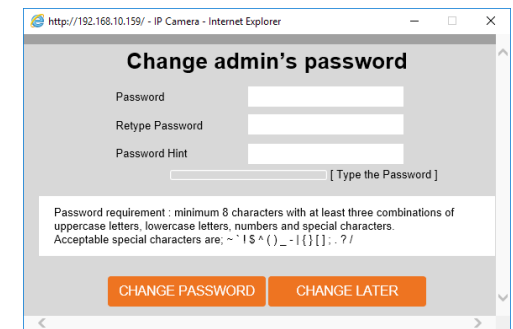 http://192.168.10.159/ - IP Camera - Internet Explorer
Change admin's password
Password
Retype Password
Password Hint
[ Type the Password ]
Password requirement : minimum 8 characters with at least three combinations of
uppercase letters, lowercase letters, numbers and special characters.
Acceptable special characters are; ~ ` ! $ ^ ( ) _ - | { } [ ] ; . ? /
CHANGE PASSWORD CHANGE LATER